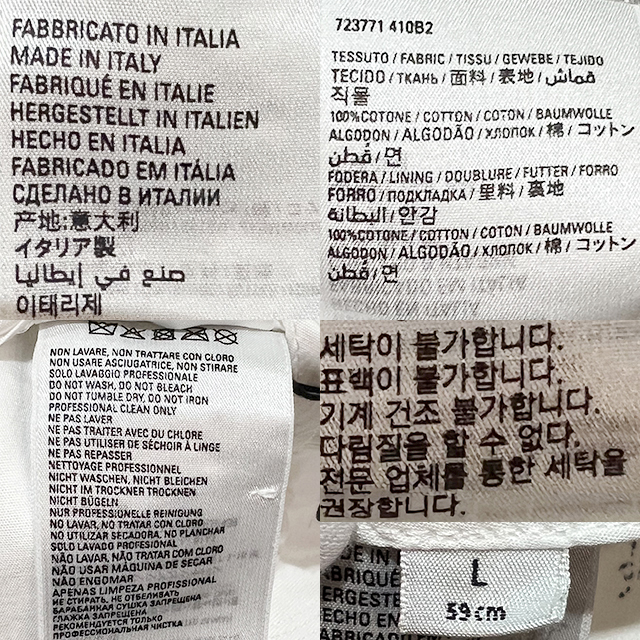 FABBRICATO IN ITALIA
MADE IN ITALY
FABRIQUÉ EN ITALIE
HERGESTELLT IN ITALIEN
HECHO EN ITALIA
FABRICADO EM ITÁLIA
СДЕЛАНО В ИТАЛИИ
产地:意大利
イタリア製
صنع في إيطاليا
이태리제
723771 410B2
TESSUTO / FABRIC / TISSU / GEWEBE / TEJIDO
TECIDO / ТКАНЬ / 面料 / 表地 / قماش
직물
100%COTONE / COTTON / COTON / BAUMWOLLE
ALGODON / ALGODÃO / ХЛОПОК / 棉 / コットン
قطن / 면
FODERA / LINING / DOUBLURE / FUTTER / FORRO
FORRO / ПОДКЛАДКА / 里料 / 裏地
البطانة / 안감
100%COTONE / COTTON / COTON / BAUMWOLLE
ALGODON / ALGODÃO / ХЛОПОК / 棉 / コットン
قطن / 면
NON LAVARE, NON TRATTARE CON CLORO
NON USARE ASCIUGATRICE, NON STIRARE
SOLO LAVAGGIO PROFESSIONALE
DO NOT WASH, DO NOT BLEACH
DO NOT TUMBLE DRY, DO NOT IRON
PROFESSIONAL CLEAN ONLY
NE PAS LAVER
NE PAS TRAITER AVEC DU CHLORE
NE PAS UTILISER DE SÉCHOIR À LINGE
NE PAS REPASSER
NETTOYAGE PROFESSIONNEL
NICHT WASCHEN, NICHT BLEICHEN
NICHT IM TROCKNER TROCKNEN
NICHT BÜGELN
NUR PROFESSIONELLE REINIGUNG
NO LAVAR, NO TRATAR CON CLORO
NO UTILIZAR SECADORA, NO PLANCHAR
SOLO LAVADO PROFESIONAL
NÃO LAVAR, NÃO TRATAR COM CLORO
NÃO USAR MÁQUINA DE SECAR
NÃO ENGOMAR
APENAS LIMPEZA PROFISSIONAL
НЕ СТИРАТЬ, НЕ ОТБЕЛИВАТЬ
БАРАБАННАЯ СУШКА ЗАПРЕЩЕНА
ГЛАЖКА ЗАПРЕЩЕНА
РЕКОМЕНДУЕТСЯ ТОЛЬКО
ПРОФЕССИОНАЛЬНАЯ ЧИСТКА
세탁이 불가합니다.
표백이 불가합니다.
기계 건조 불가합니다.
다림질을 할 수 없다.
전문 업체를 통한 세탁을
권장합니다.
MADE IN
FABRIQUÉ
HERGEST
HECHO EN
L
59cm